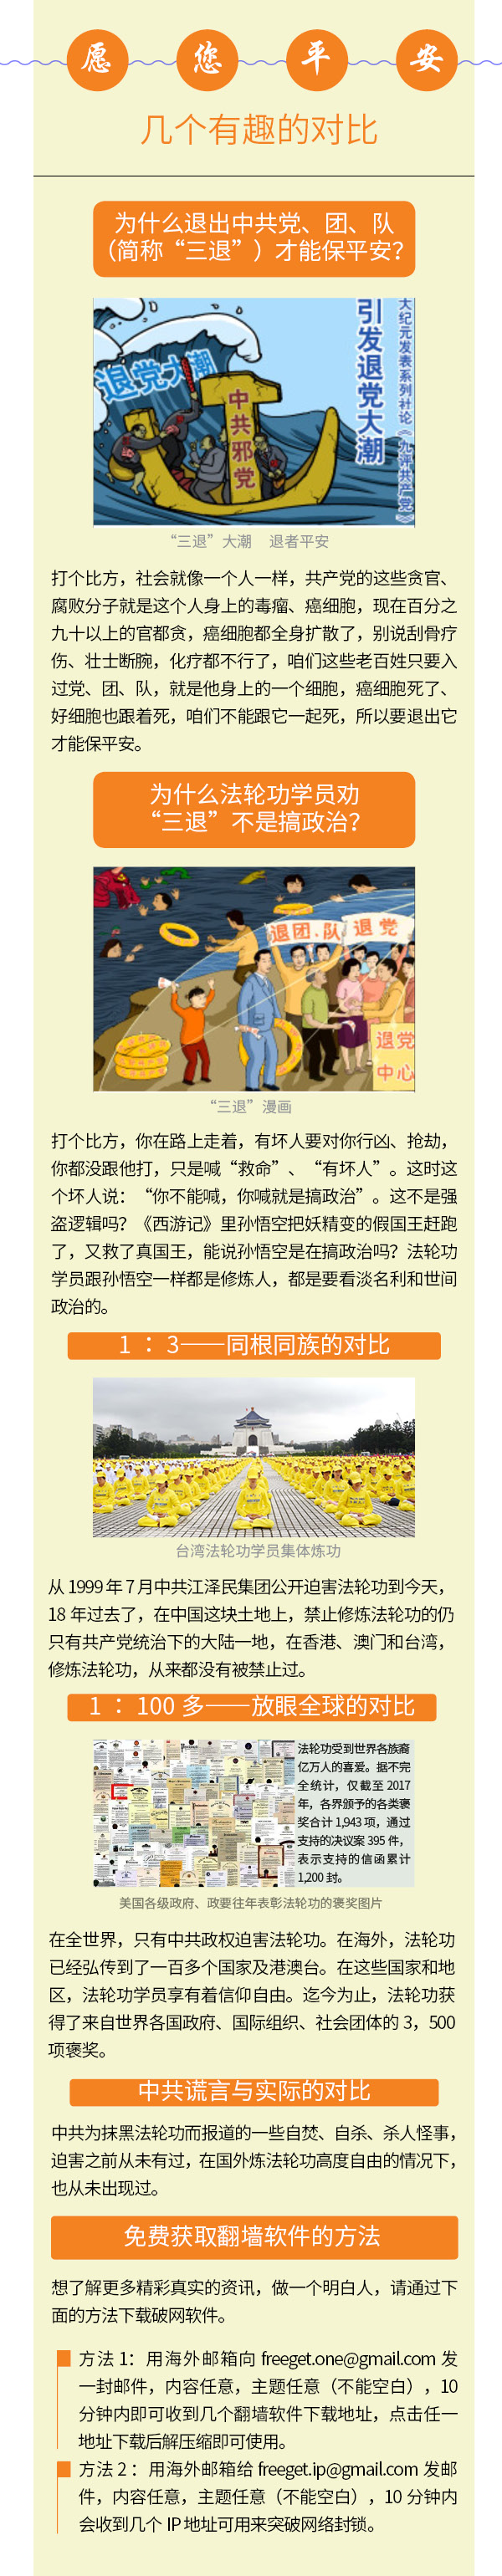 愿 您 平 安
几个有趣的对比
为什么退出中共党、团、队
（简称“三退”）才能保平安？
退党大潮
中共邪党
引发退党大潮
大纪元发表系列社论《九评共产党》
“三退”大潮 退者平安
打个比方，社会就像一个人一样，共产党的这些贪官、
腐败分子就是这个人身上的毒瘤、癌细胞，现在百分之
九十以上的官都贪，癌细胞都全身扩散了，别说刮骨疗
伤、壮士断腕，化疗都不行了，咱们这些老百姓只要入
过党、团、队，就是他身上的一个细胞，癌细胞死了、
好细胞也跟着死，咱们不能跟它一起死，所以要退出它
才能保平安。
为什么法轮功学员劝
“三退”不是搞政治？
退团、队 退党
退党
中心
“三退”漫画
打个比方，你在路上走着，有坏人要对你行凶、抢劫，
你都没跟他打，只是喊“救命”、“有坏人”。这时这
个坏人说：“你不能喊，你喊就是搞政治”。这不是强
盗逻辑吗？《西游记》里孙悟空把妖精变的假国王赶跑
了，又救了真国王，能说孙悟空是在搞政治吗？法轮功
学员跟孙悟空一样都是修炼人，都是要看淡名利和世间
政治的。
1 ： 3——同根同族的对比
台湾法轮功学员集体炼功
从 1999 年 7 月中共江泽民集团公开迫害法轮功到今天，
18 年过去了，在中国这块土地上，禁止修炼法轮功的仍
只有共产党统治下的大陆一地，在香港、澳门和台湾，
修炼法轮功，从来都没有被禁止过。
1 ： 100 多——放眼全球的对比
法轮功受到世界各族裔
亿万人的喜爱。据不完
全统计，仅截至 2017
年，各界颁予的各类褒
奖合计 1,943 项，通过
支持的决议案 395 件，
表示支持的信函累计
1,200 封。
美国各级政府、政要往年表彰法轮功的褒奖图片
在全世界，只有中共政权迫害法轮功。在海外，法轮功
已经弘传到了一百多个国家及港澳台。在这些国家和地
区，法轮功学员享有着信仰自由。迄今为止，法轮功获
得了来自世界各国政府、国际组织、社会团体的 3，500
项褒奖。
中共谎言与实际的对比
中共为抹黑法轮功而报道的一些自焚、自杀、杀人怪事，
迫害之前从未有过，在国外炼法轮功高度自由的情况下，
也从未出现过。
免费获取翻墙软件的方法
想了解更多精彩真实的资讯，做一个明白人，请通过下
面的方法下载破网软件。
方法 1：用海外邮箱向 freeget.one@gmail.com 发
一封邮件，内容任意，主题任意（不能空白），10
分钟内即可收到几个翻墙软件下载地址，点击任一
地址下载后解压缩即可使用。
方法 2：用海外邮箱给 freeget.ip@gmail.com 发邮
件，内容任意，主题任意（不能空白），10 分钟内
会收到几个 IP 地址可用来突破网络封锁。